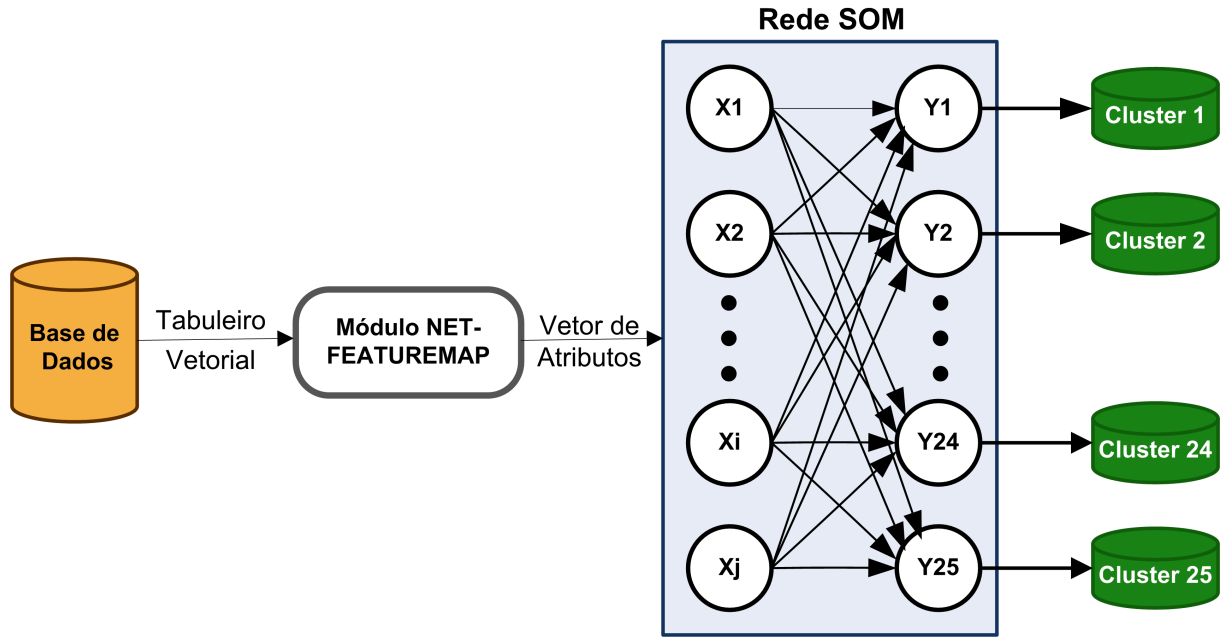 Rede SOM
X1
Y1
Cluster 1
X2
Y2
Cluster 2
Base de
Dados
Tabuleiro
Vetorial
Módulo NET-
FEATUREMAP
Vetor de
Atributos
Xi
Y24
Cluster 24
Xj
Y25
Cluster 25